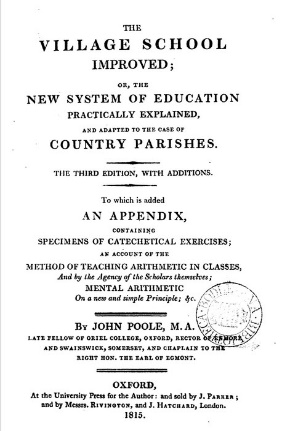 THE
VILLAGE SCHOOL
IMPROVED;
OR, THE
NEW SYSTEM OF EDUCATION
PRACTICALLY EXPLAINED,
AND ADAPTED TO THE CASE OF
COUNTRY PARISHES.
THE THIRD EDITION, WITH ADDITIONS.
To which is added
AN APPENDIX,
CONTAINING
SPECIMENS OF CATECHETICAL EXERCISES;
AN ACCOUNT OF THE
METHOD OF TEACHING ARITHMETIC IN CLASSES,
And by the Agency of the Scholars themselves;
MENTAL ARITHMETIC
On a new and simple Principle; &c.
BY JOHN POOLE, M. A.
LATE FELLOW OF ORIEL COLLEGE, OXFORD, RECTOR OF ENMORE
AND SWAINSWICK, SOMERSET, AND CHAPLAIN TO THE
RIGHT HON. THE EARL OF EGMONT.
OXFORD,
At the University Press for the Author: and sold by J. PARKER;
and by Messrs. RIVINGTON, and J. HATCHARD, London.
1815.